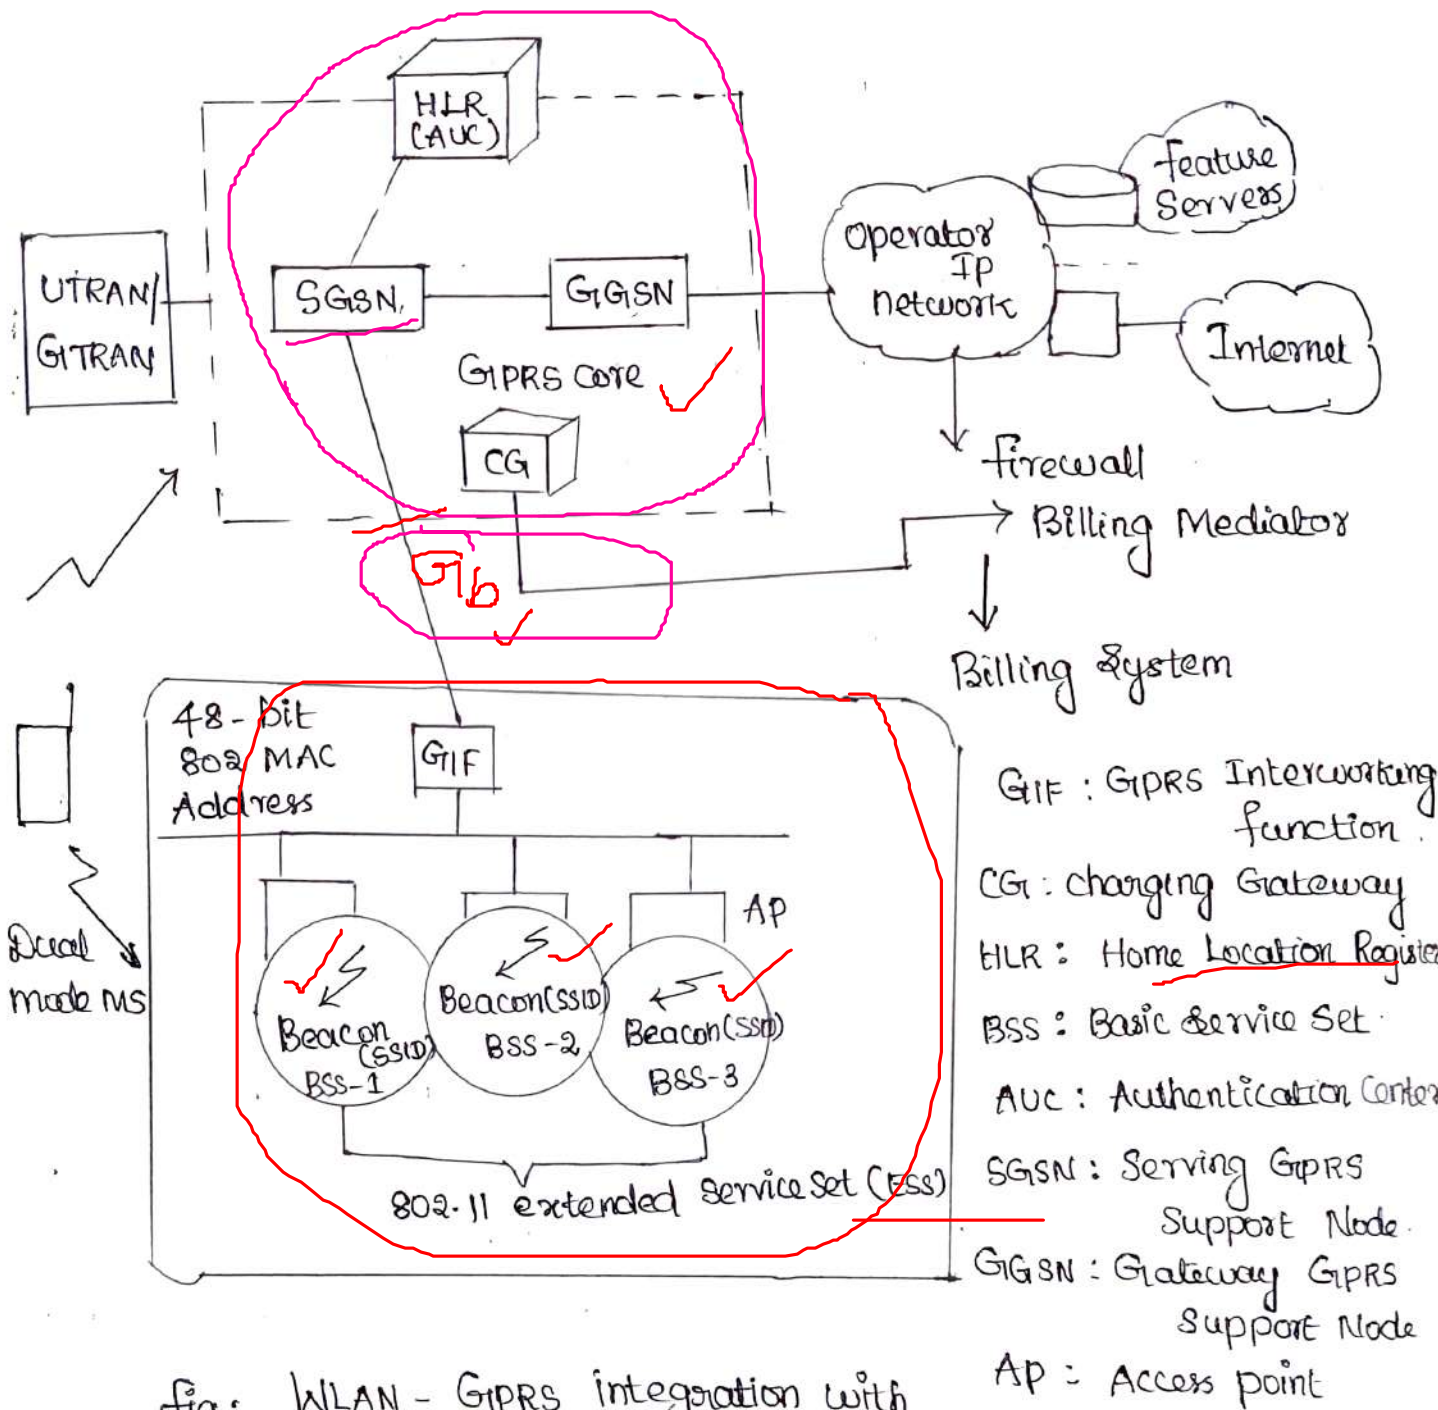 HLR
(AUC)
feature
Servers
Operator
IP
network
UTRAN/
GTRAN
SGSN
GGSN
Internet
GPRS core
CG
firewall
Billing Mediator
Gb
Billing System
48-bit
802 MAC
Address
GIF
GIF : GPRS Interworking
function.
CG : charging Gateway
AP
Dual
mode MS
HLR : Home Location Register
Beacon
(SSID)
BSS-1
Beacon(SSID)
BSS-2
Beacon(SSID)
BSS-3
BSS : Basic Service Set.
AUC : Authentication Center
802.11 extended Service Set (ESS)
SGSN : Serving GPRS
Support Node.
GGSN : Gateway GPRS
Support Node
AP : Access point
fig: WLAN - GPRS integration with